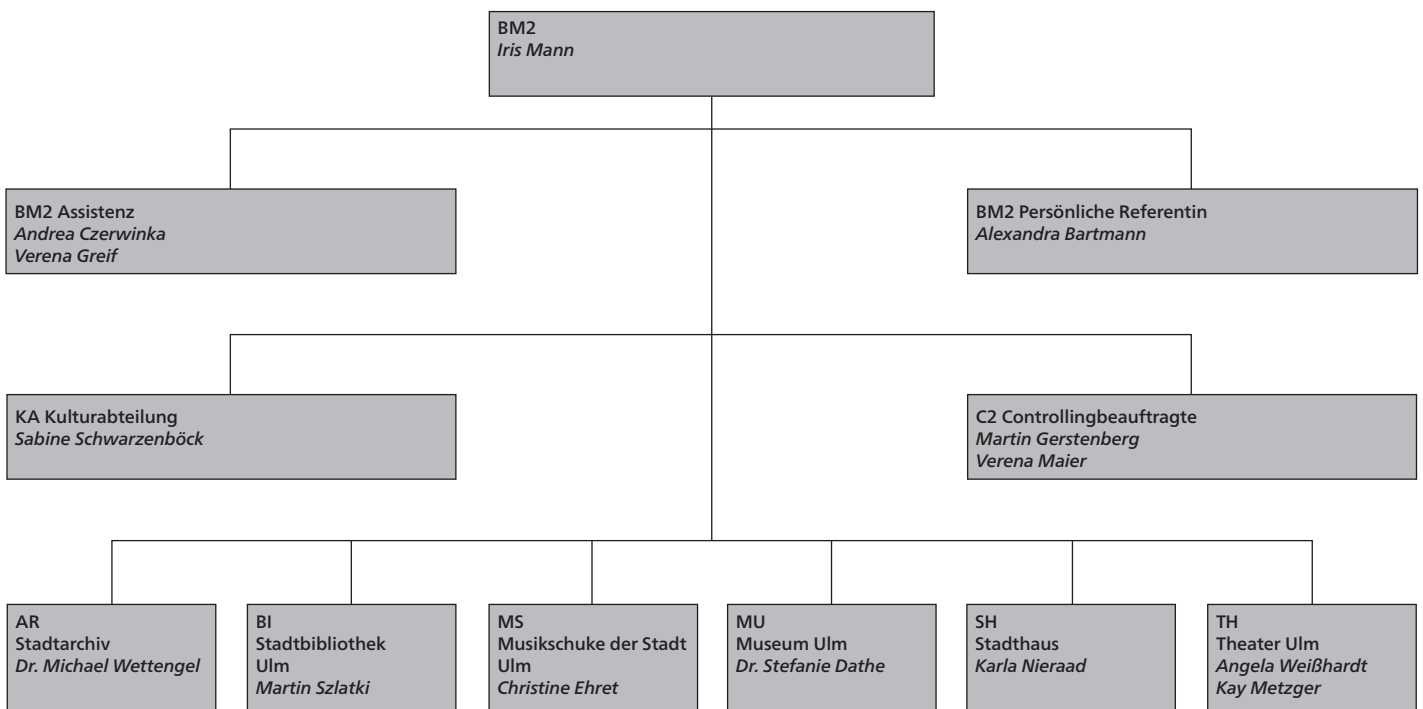 BM2
Iris Mann
BM2 Assistenz
Andrea Czerwinka
Verena Greif
BM2 Persönliche Referentin
Alexandra Bartmann
KA Kulturabteilung
Sabine Schwarzenböck
C2 Controllingbeauftragte
Martin Gerstenberg
Verena Maier
AR
Stadtarchiv
Dr. Michael Wettengel
BI
Stadtbibliothek
Ulm
Martin Szlatki
MS
Musikschuke der Stadt
Ulm
Christine Ehret
MU
Museum Ulm
Dr. Stefanie Dathe
SH
Stadthaus
Karla Nieraad
TH
Theater Ulm
Angela Weißhardt
Kay Metzger